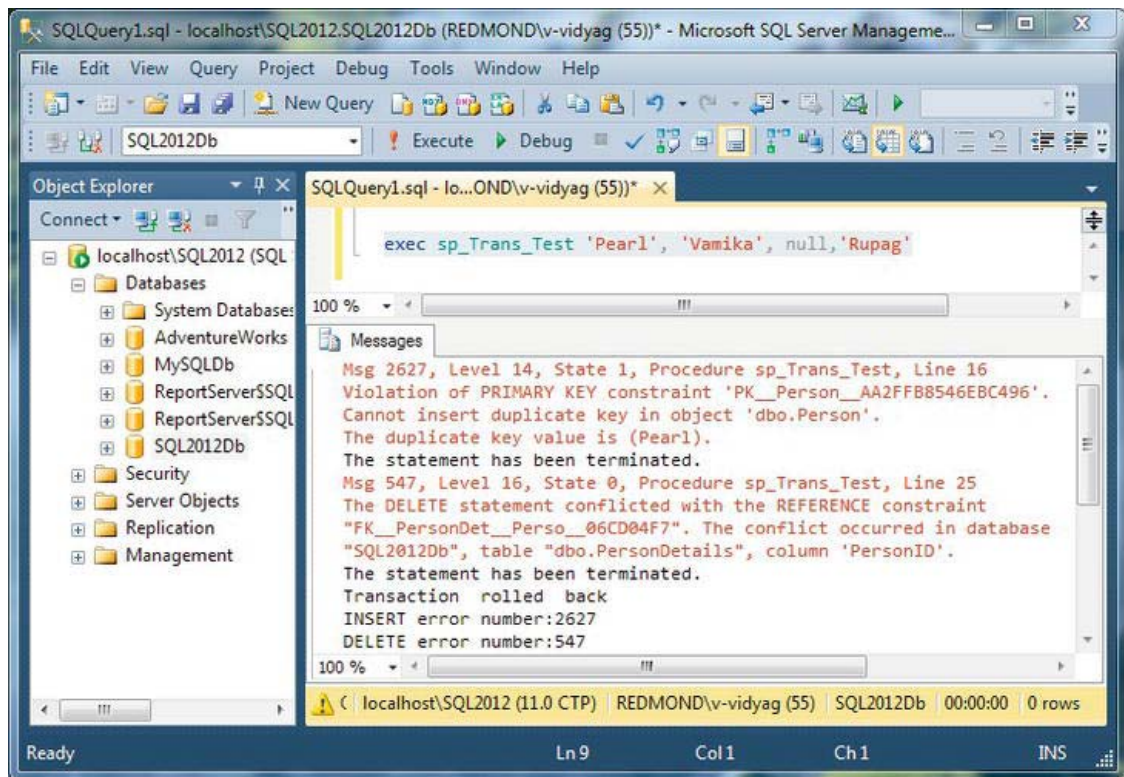 SQLQuery1.sql - localhost\SQL2012.SQL2012Db (REDMOND\v-vidyag (55))* - Microsoft SQL Server Manageme...
File Edit View Query Project Debug Tools Window Help
New Query
SQL2012Db
Execute Debug
Object Explorer
SQLQuery1.sql - lo...OND\v-vidyag (55))*
Connect
exec sp_Trans_Test 'Pearl', 'Vamika', null,'Rupag'
localhost\SQL2012 (SQL
Databases
System Databases
AdventureWorks
MySQLDb
ReportServer$SQL
ReportServer$SQL
SQL2012Db
Security
Server Objects
Replication
Management
100 %
Messages
Msg 2627, Level 14, State 1, Procedure sp_Trans_Test, Line 16
Violation of PRIMARY KEY constraint 'PK__Person__AA2FFB8546EBC496'.
Cannot insert duplicate key in object 'dbo.Person'.
The duplicate key value is (Pearl).
The statement has been terminated.
Msg 547, Level 16, State 0, Procedure sp_Trans_Test, Line 25
The DELETE statement conflicted with the REFERENCE constraint
"FK__PersonDet__Perso__06CD04F7". The conflict occurred in database
"SQL2012Db", table "dbo.PersonDetails", column 'PersonID'.
The statement has been terminated.
Transaction rolled back
INSERT error number:2627
DELETE error number:547
100 %
localhost\SQL2012 (11.0 CTP) REDMOND\v-vidyag (55) SQL2012Db 00:00:00 0 rows
Ready Ln 9 Col 1 Ch 1 INS